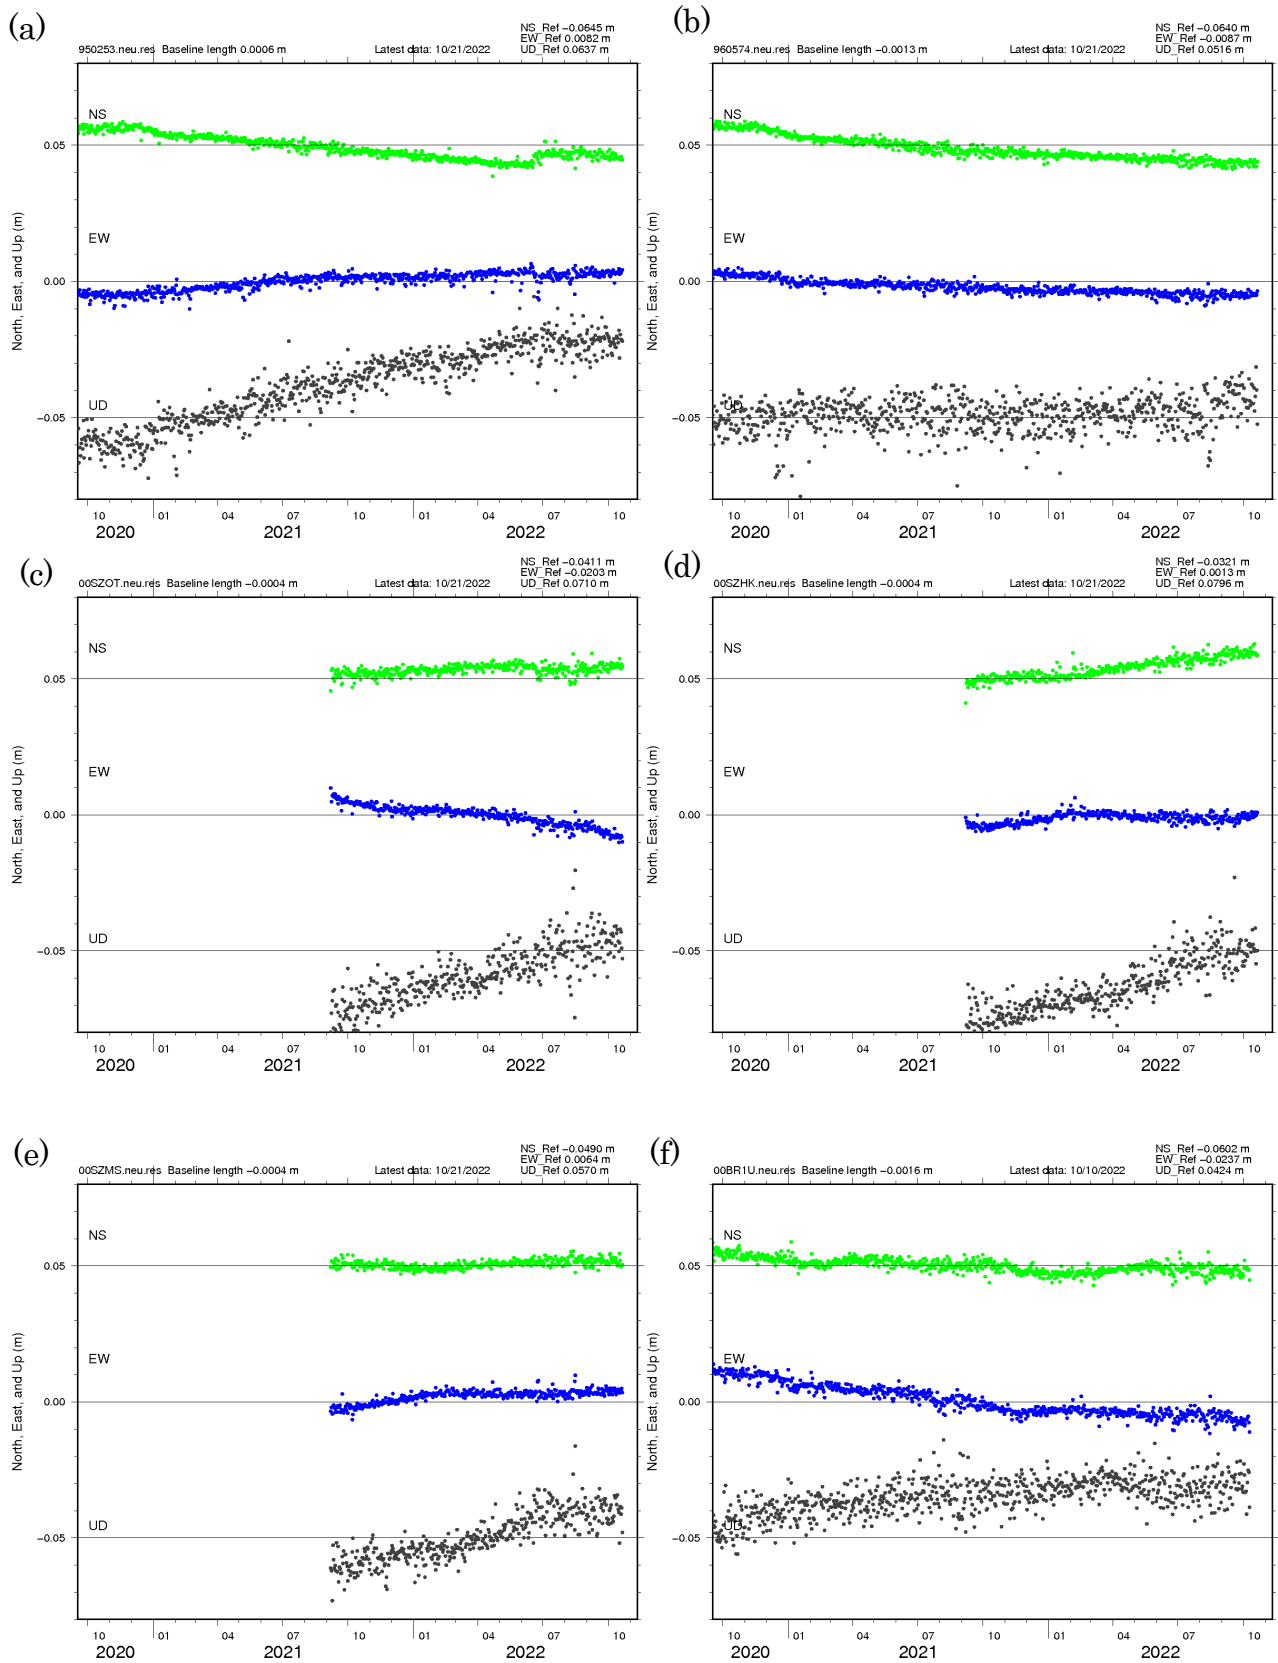 (a)
NS_Ref −0.0645 m
EW_Ref 0.0082 m
950253.neu.res Baseline length 0.0006 m Latest data: 10/21/2022 UD_Ref 0.0637 m
NS
0.05
EW
0.00
UD
−0.05
North, East, and Up (m)
10 01 04 07 10 01 04 07 10
2020 2021 2022
(b)
NS_Ref −0.0640 m
EW_Ref −0.0087 m
960574.neu.res Baseline length −0.0013 m Latest data: 10/21/2022 UD_Ref 0.0516 m
NS
0.05
EW
0.00
UD
−0.05
North, East, and Up (m)
10 01 04 07 10 01 04 07 10
2020 2021 2022
(c)
NS_Ref −0.0411 m
EW_Ref −0.0203 m
00SZOT.neu.res Baseline length −0.0004 m Latest data: 10/21/2022 UD_Ref 0.0710 m
NS
0.05
EW
0.00
UD
−0.05
North, East, and Up (m)
10 01 04 07 10 01 04 07 10
2020 2021 2022
(d)
NS_Ref −0.0321 m
EW_Ref 0.0013 m
00SZHK.neu.res Baseline length −0.0004 m Latest data: 10/21/2022 UD_Ref 0.0796 m
NS
0.05
EW
0.00
UD
−0.05
North, East, and Up (m)
10 01 04 07 10 01 04 07 10
2020 2021 2022
(e)
NS_Ref −0.0490 m
EW_Ref 0.0064 m
00SZMS.neu.res Baseline length −0.0004 m Latest data: 10/21/2022 UD_Ref 0.0570 m
NS
0.05
EW
0.00
UD
−0.05
North, East, and Up (m)
10 01 04 07 10 01 04 07 10
2020 2021 2022
(f)
NS_Ref −0.0602 m
EW_Ref −0.0237 m
00BR1U.neu.res Baseline length −0.0016 m Latest data: 10/10/2022 UD_Ref 0.0424 m
NS
0.05
EW
0.00
UD
−0.05
North, East, and Up (m)
10 01 04 07 10 01 04 07 10
2020 2021 2022